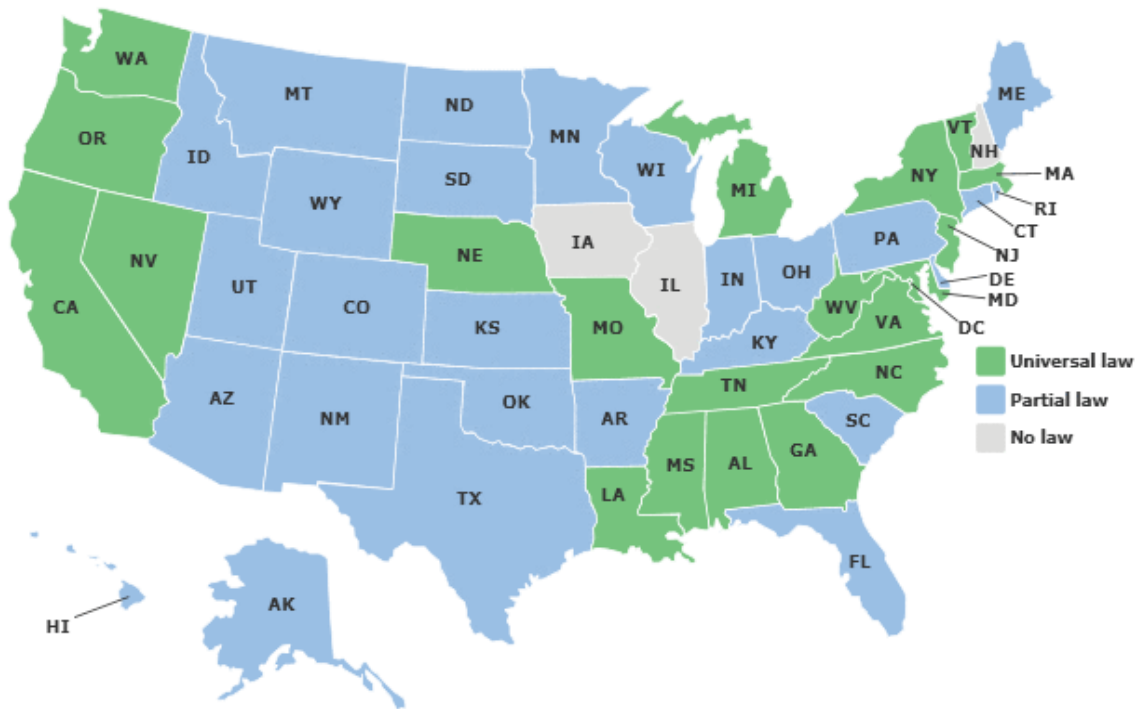 WA
MT
ND
MN
ME
OR
ID
SD
WI
VT
NH
WY
MI
NY
MA
RI
CT
NV
NE
IA
PA
NJ
CA
UT
CO
IL
IN
OH
DE
MD
WV
DC
KS
MO
VA
KY
Universal law
NC
TN
AZ
NM
OK
AR
SC
Partial law
No law
MS
AL
GA
TX
LA
FL
HI
AK